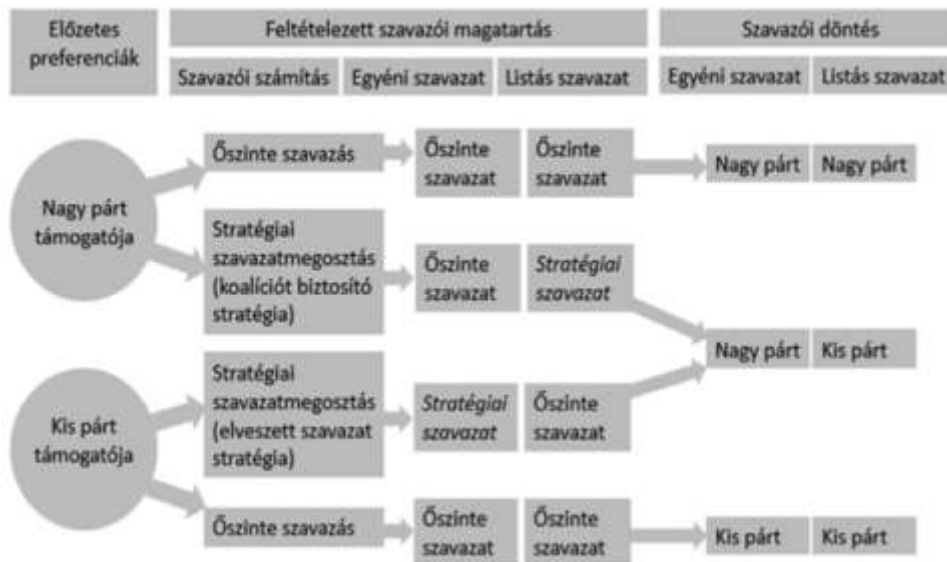 Előzetes
preferenciák
Feltételezett szavazói magatartás
Szavazói döntés
Szavazói számítás
Egyéni szavazat
Listás szavazat
Egyéni szavazat
Listás szavazat
Nagy párt
támogatója
Őszinte szavazás
Őszinte
szavazat
Őszinte
szavazat
Nagy párt
Nagy párt
Stratégiai
szavazatmegosztás
(koalíciót biztosító
stratégia)
Őszinte
szavazat
Stratégiai
szavazat
Nagy párt
Kis párt
Kis párt
támogatója
Stratégiai
szavazatmegosztás
(elveszett szavazat
stratégia)
Stratégiai
szavazat
Őszinte
szavazat
Őszinte szavazás
Őszinte
szavazat
Őszinte
szavazat
Kis párt
Kis párt